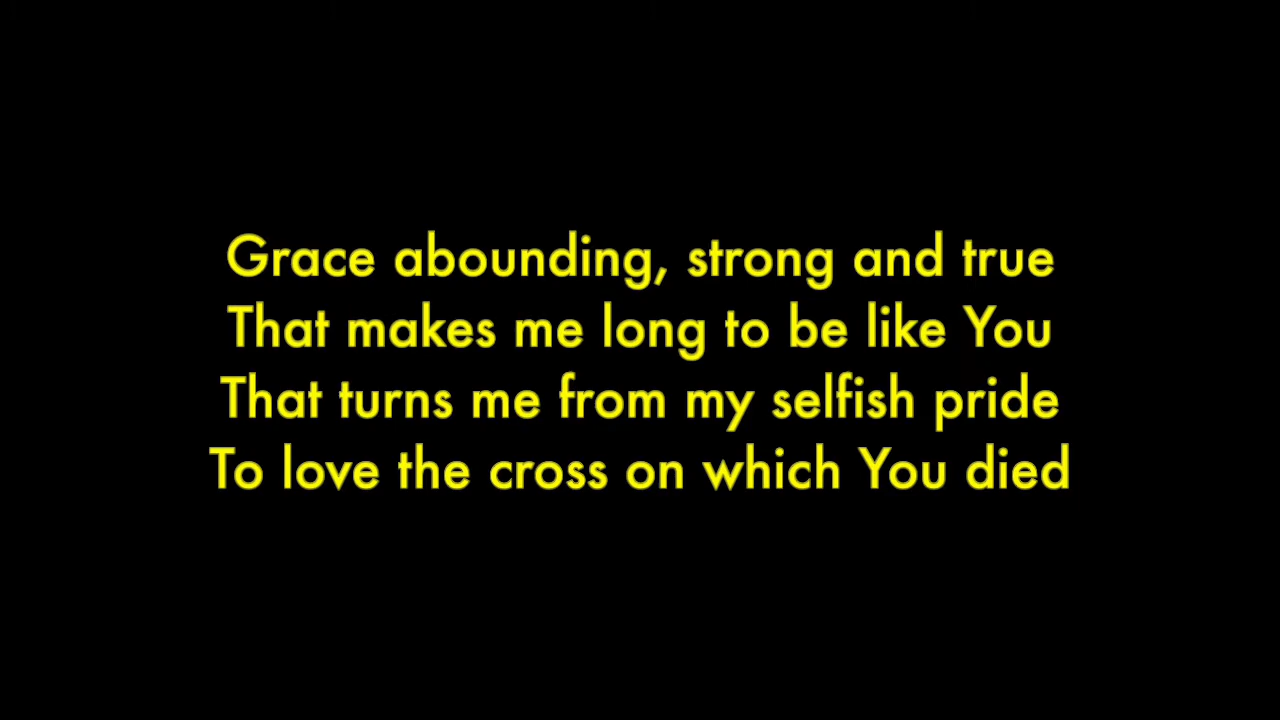 Grace abounding, strong and true
That makes me long to be like You
That turns me from my selfish pride
To love the cross on which You died